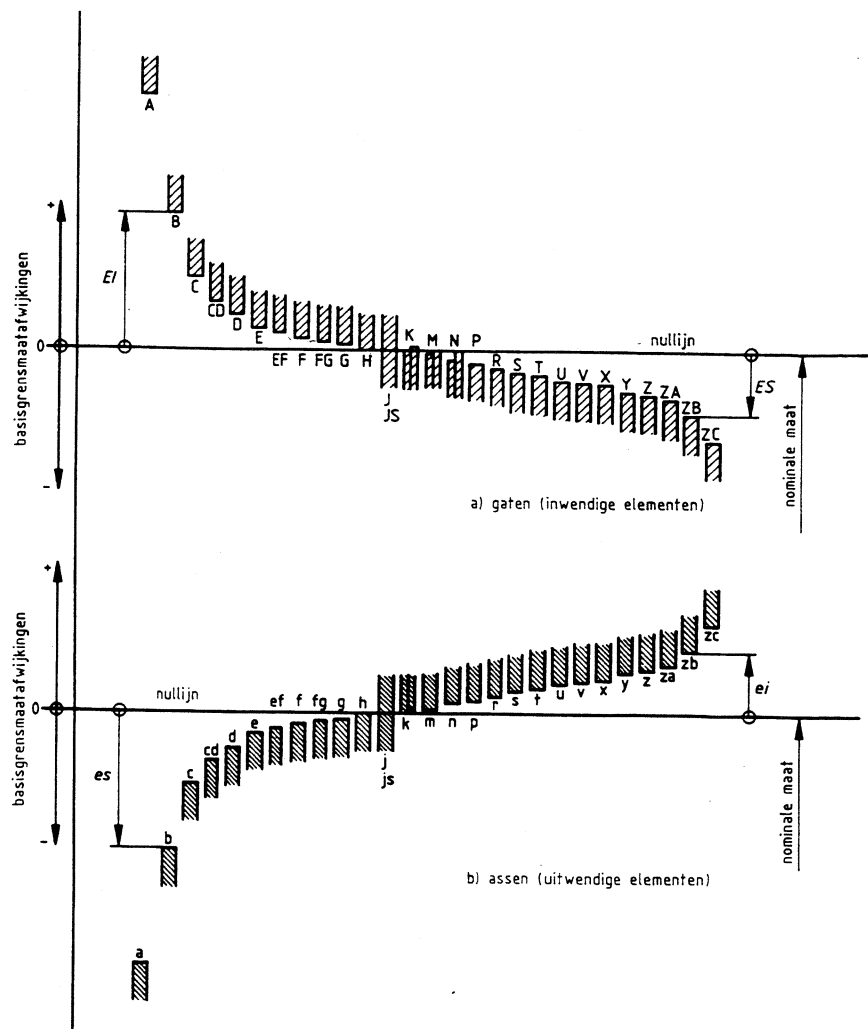 A
+
B
EI
C
CD
D
E
EF
F
FG
G
H
J
JS
K
M
N
P
R
S
T
U
V
X
Y
Z
ZA
ZB
ZC
0
nullijn
ES
-
basisgrensmaatafwijkingen
nominale maat
a) gaten (inwendige elementen)
+
0
nullijn
es
-
basisgrensmaatafwijkingen
a
b
c
cd
d
e
ef
f
fg
g
h
j
js
k
m
n
p
r
s
t
u
v
x
y
z
za
zb
zc
ei
nominale maat
b) assen (uitwendige elementen)